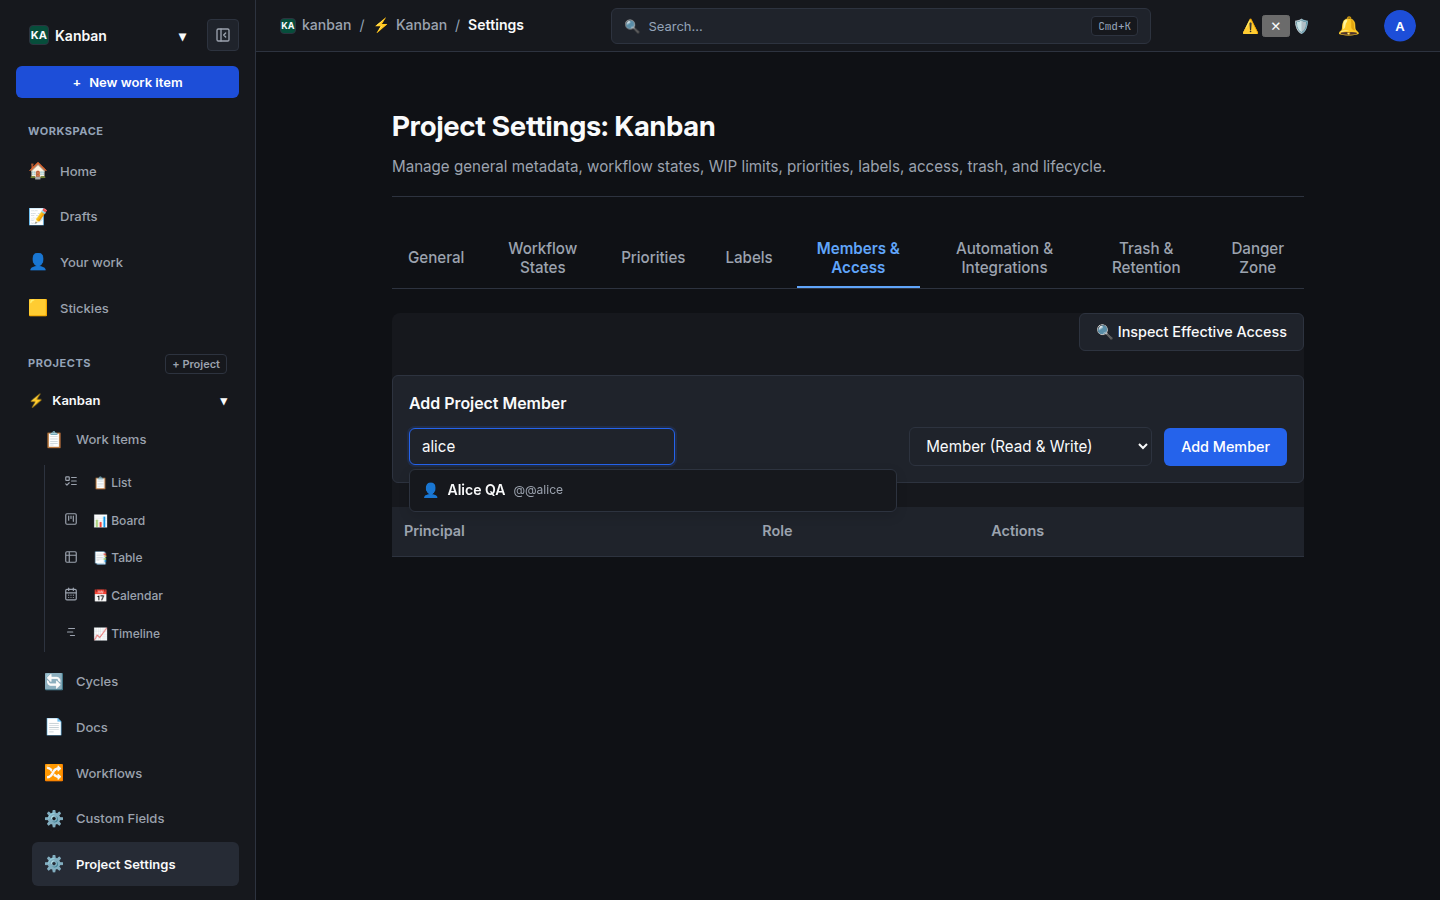 KA Kanban ▼
+ New work item
WORKSPACE
Home
Drafts
Your work
Stickies
PROJECTS
+ Project
Kanban ▼
Work Items
List
Board
Table
Calendar
Timeline
Cycles
Docs
Workflows
Custom Fields
Project Settings
KA kanban / Kanban / Settings
Search...
Cmd+K
A
Project Settings: Kanban
Manage general metadata, workflow states, WIP limits, priorities, labels, access, trash, and lifecycle.
General
Workflow
States
Priorities
Labels
Members &
Access
Automation &
Integrations
Trash &
Retention
Danger
Zone
Inspect Effective Access
Add Project Member
alice
Member (Read & Write)
Add Member
Alice QA @@alice
Principal
Role
Actions